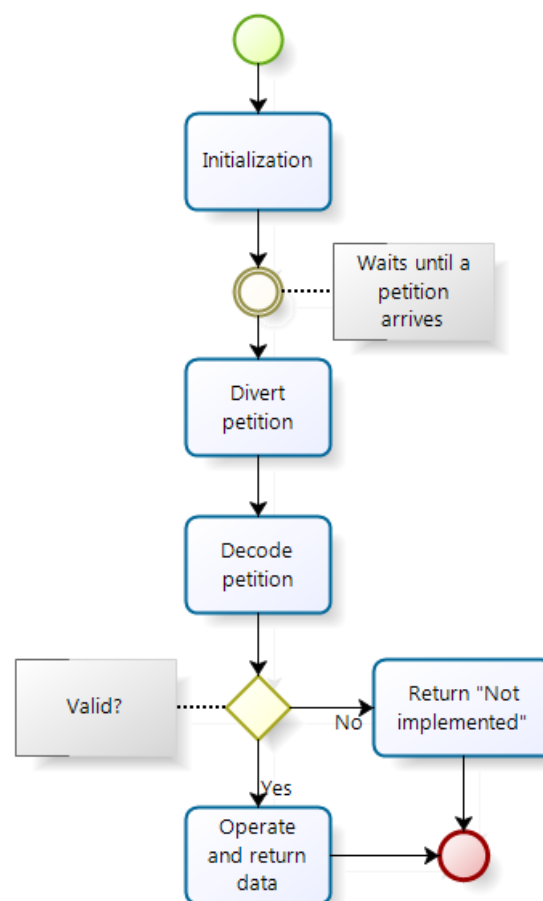 Initialization
Waits until a
petition
arrives
Divert
petition
Decode
petition
Valid?
Return "Not
implemented"
No
Yes
Operate
and return
data